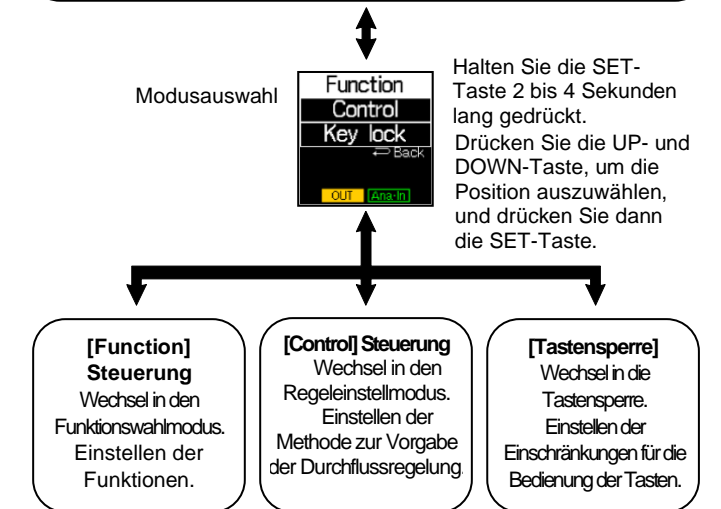 Modusauswahl
Function
Control
Key lock
Back
OUT Ana-In
Halten Sie die SET-
Taste 2 bis 4 Sekunden
lang gedrückt.
Drücken Sie die UP- und
DOWN-Taste, um die
Position auszuwählen,
und drücken Sie dann
die SET-Taste.
[Function]
Steuerung
Wechsel in den
Funktionswahlmodus.
Einstellen der
Funktionen.
[Control] Steuerung
Wechsel in den
Regeleinstellmodus.
Einstellen der
Methode zur Vorgabe
der Durchflussregelung.
[Tastensperre]
Wechsel in die
Tastensperre.
Einstellen der
Einschränkungen für die
Bedienung der Tasten.